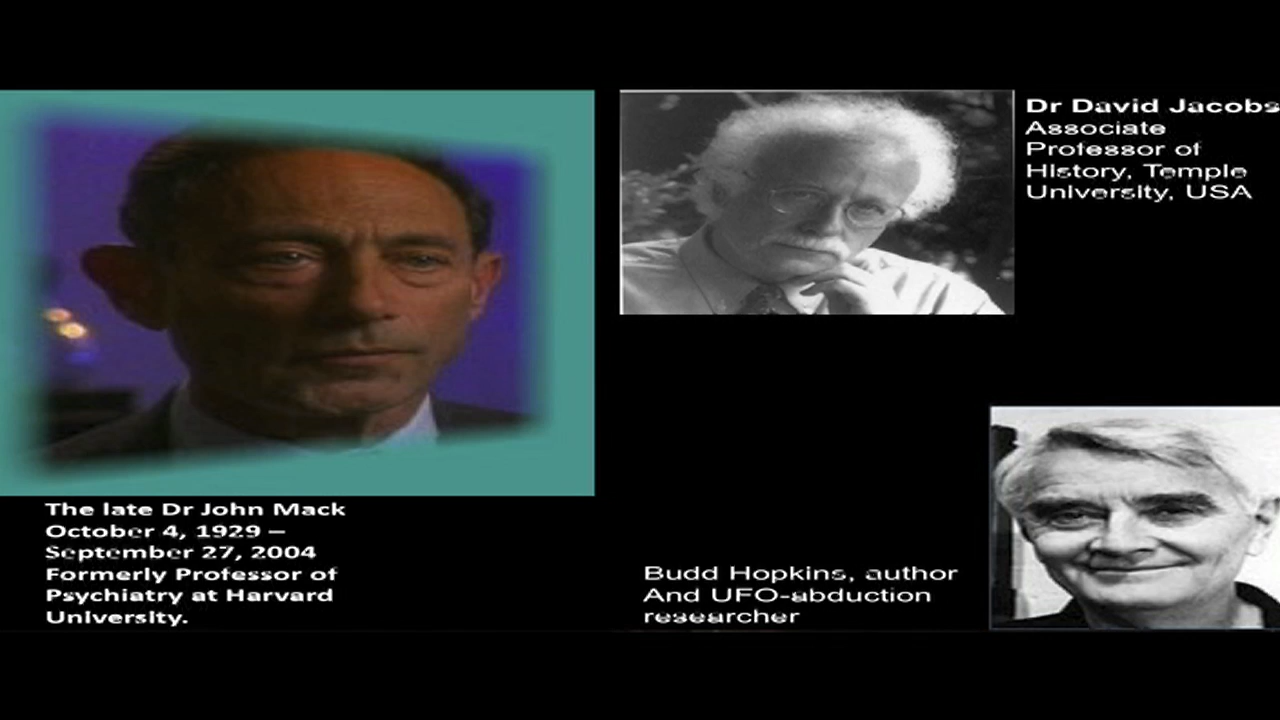 Dr David Jacobs
Associate
Professor of
History, Temple
University, USA
The late Dr John Mack
October 4, 1929 –
September 27, 2004
Formerly Professor of
Psychiatry at Harvard
University.
Budd Hopkins, author
And UFO-abduction
researcher